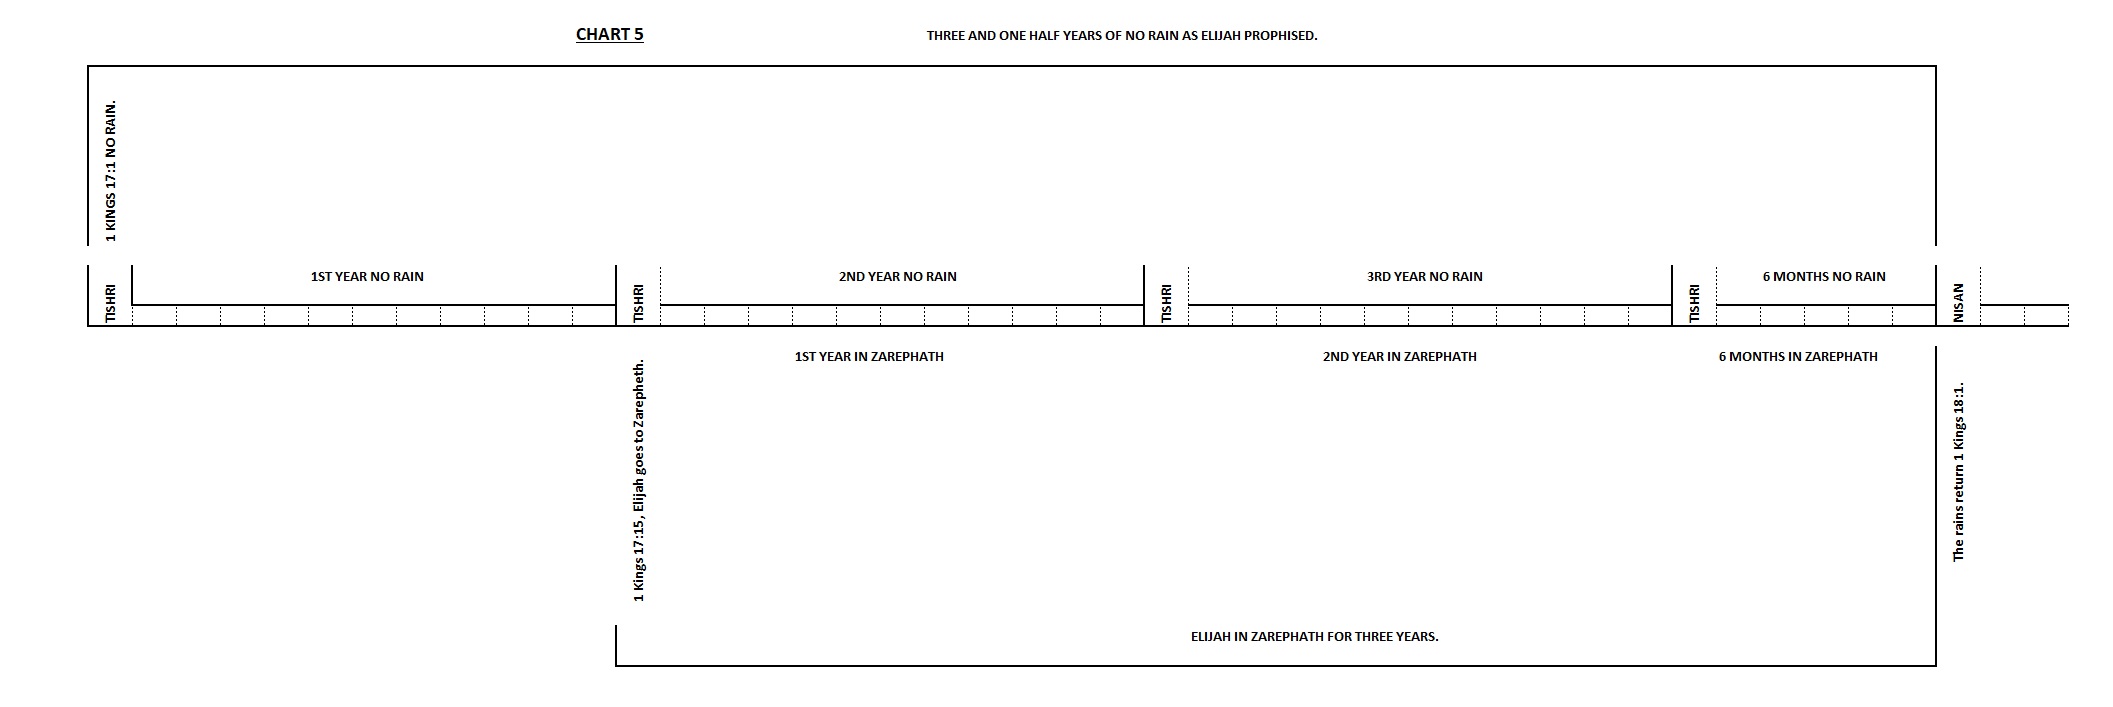 CHART 5
THREE AND ONE HALF YEARS OF NO RAIN AS ELIJAH PROPHISED.
1 KINGS 17:1 NO RAIN.
TISHRI
1ST YEAR NO RAIN
TISHRI
2ND YEAR NO RAIN
TISHRI
3RD YEAR NO RAIN
TISHRI
6 MONTHS NO RAIN
NISAN
1 Kings 17:15, Elijah goes to Zarepheth.
1ST YEAR IN ZAREPHATH
2ND YEAR IN ZAREPHATH
6 MONTHS IN ZAREPHATH
The rains return 1 Kings 18:1.
ELIJAH IN ZAREPHATH FOR THREE YEARS.